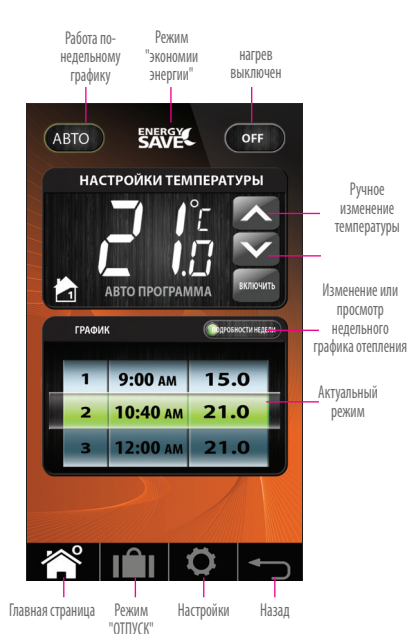 Работа по-
недельному
графику
Режим
"экономии
энергии"
нагрев
выключен
АВТО
ENERGY
SAVE
OFF
НАСТРОЙКИ ТЕМПЕРАТУРЫ
21°C
21.0
1
АВТО ПРОГРАММА
ВКЛЮЧИТЬ
Ручное
изменение
температуры
Изменение или
просмотр
недельного
графика отепления
ГРАФИК
ПОДРОБНОСТИ НЕДЕЛИ
1 9:00 AM 15.0
2 10:40 AM 21.0
3 12:00 AM 21.0
Актуальный
режим
Главная страница
Режим
"ОТПУСК"
Настройки
Назад